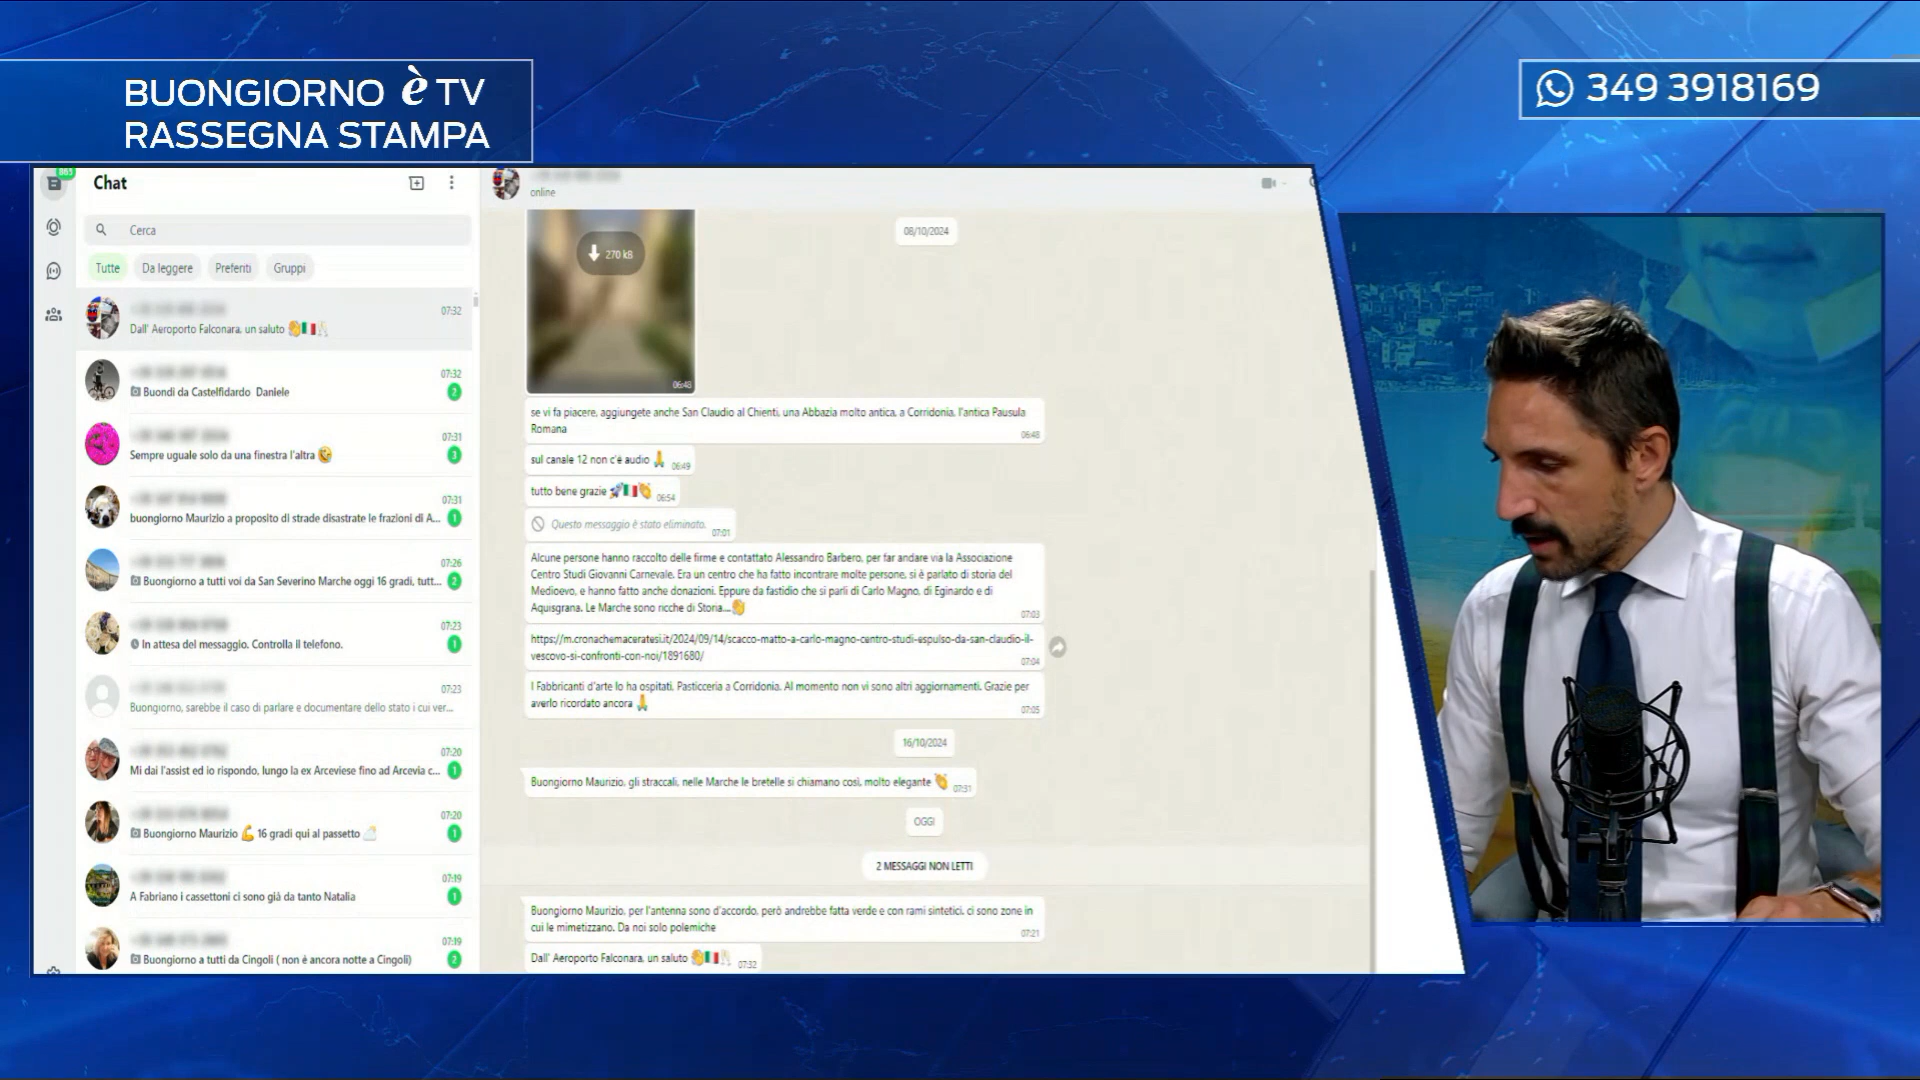 BUONGIORNO è TV
RASSEGNA STAMPA
349 3918169
Chat
Cerca
Tutte
Da leggere
Preferiti
Gruppi
07:32
Dall' Aeroporto Falconara, un saluto 👏🇮🇹🥂
07:32
Buondi da Castelfidardo Daniele
2
07:31
Sempre uguale solo da una finestra l'altra 🤣
3
07:31
buongiorno Maurizio a proposito di strade disastrate le frazioni di A...
1
07:26
Buongiorno a tutti voi da San Severino Marche oggi 16 gradi, tutt...
2
07:23
In attesa del messaggio. Controlla il telefono.
1
07:23
Buongiorno, sarebbe il caso di parlare e documentare dello stato i cui ver...
07:20
Mi dai l'assist ed io rispondo, lungo la ex Arceviese fino ad Arcevia c...
1
07:20
Buongiorno Maurizio 💪 16 gradi qui al passetto
1
07:19
A Fabriano i cassettoni ci sono già da tanto Natalia
1
07:19
Buongiorno a tutti da Cingoli ( non è ancora notte a Cingoli)
2
online
08/10/2024
270 kB
06:48
se vi fa piacere, aggiungete anche San Claudio al Chienti, una Abbazia molto antica, a Corridonia, l'antica Pausula
Romana
06:48
sul canale 12 non c'è audio 🙏 06:49
tutto bene grazie 🚀🇮🇹👏 06:54
Questo messaggio è stato eliminato. 07:01
Alcune persone hanno raccolto delle firme e contattato Alessandro Barbero, per far andare via la Associazione
Centro Studi Giovanni Carnevale. Era un centro che ha fatto incontrare molte persone, si è parlato di storia del
Medioevo, e hanno fatto anche donazioni. Eppure da fastidio che si parli di Carlo Magno, di Eginardo e di
Aquisgrana. Le Marche sono ricche di Storia....👏
07:03
https://m.cronachemaceratesi.it/2024/09/14/scacco-matto-a-carlo-magno-centro-studi-espulso-da-san-claudio-il-
vescovo-si-confronti-con-noi/1891680/
07:04
I Fabbricanti d'arte lo ha ospitati, Pasticceria a Corridonia. Al momento non vi sono altri aggiornamenti. Grazie per
averlo ricordato ancora 🙏
07:05
16/10/2024
Buongiorno Maurizio, gli straccali, nelle Marche le bretelle si chiamano così, molto elegante 👏 07:31
OGGI
2 MESSAGGI NON LETTI
Buongiorno Maurizio, per l'antenna sono d'accordo, però andrebbe fatta verde e con rami sintetici, ci sono zone in
cui le mimetizzano. Da noi solo polemiche
07:21
Dall' Aeroporto Falconara, un saluto 👏🇮🇹🥂 07:32